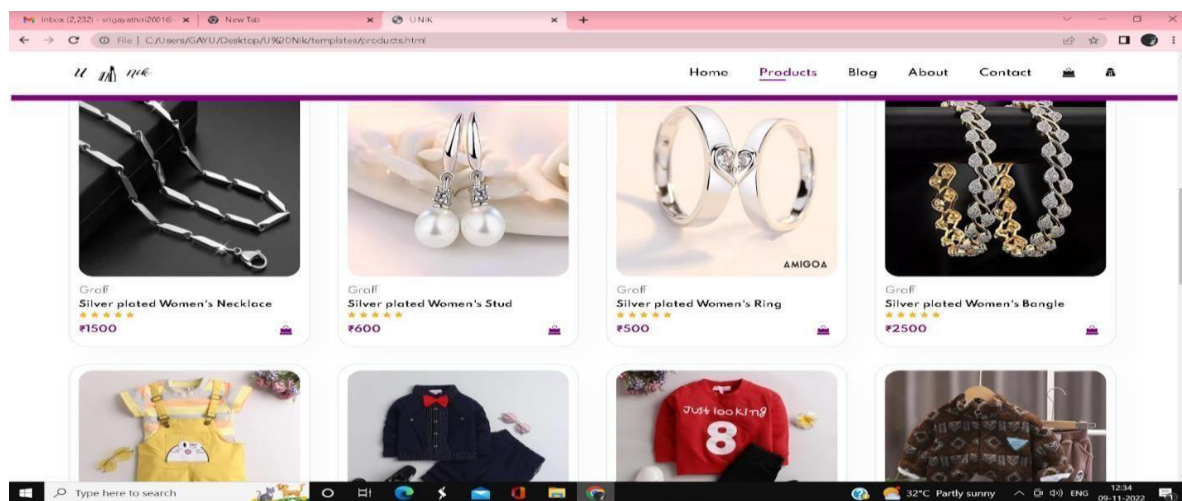 Inbox (2,232) - srigayathiri2001@
New Tab
U NIK
File | C:/Users/GAYU/Desktop/U%20Nik/templates/products.html
U nik
Home Products Blog About Contact
AMIGOA
Graff
Silver plated Women's Necklace
₹1500
Graff
Silver plated Women's Stud
₹600
Graff
Silver plated Women's Ring
₹500
Graff
Silver plated Women's Bangle
₹2500
Just looking
8
Type here to search
32°C Partly sunny
ENG
12:34
09-11-2022